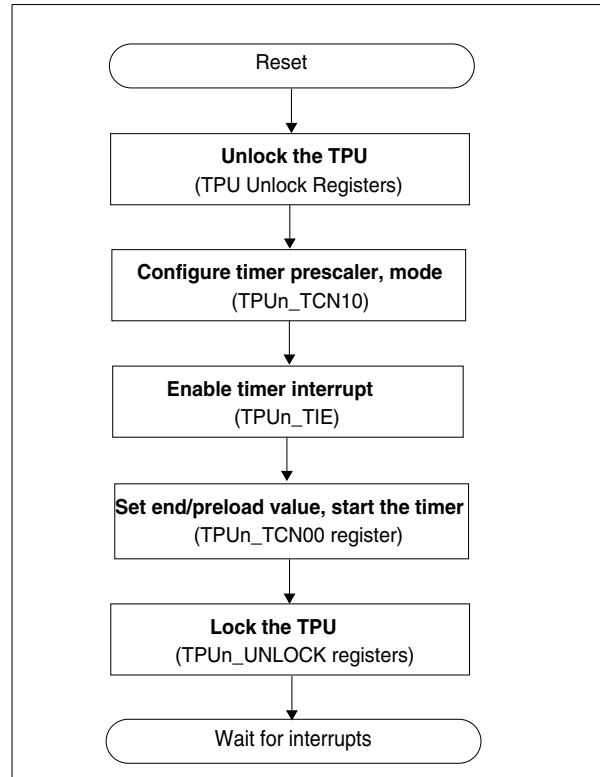 Reset
Unlock the TPU
(TPU Unlock Registers)
Configure timer prescaler, mode
(TPUn_TCN10)
Enable timer interrupt
(TPUn_TIE)
Set end/preload value, start the timer
(TPUn_TCN00 register)
Lock the TPU
(TPUn_UNLOCK registers)
Wait for interrupts